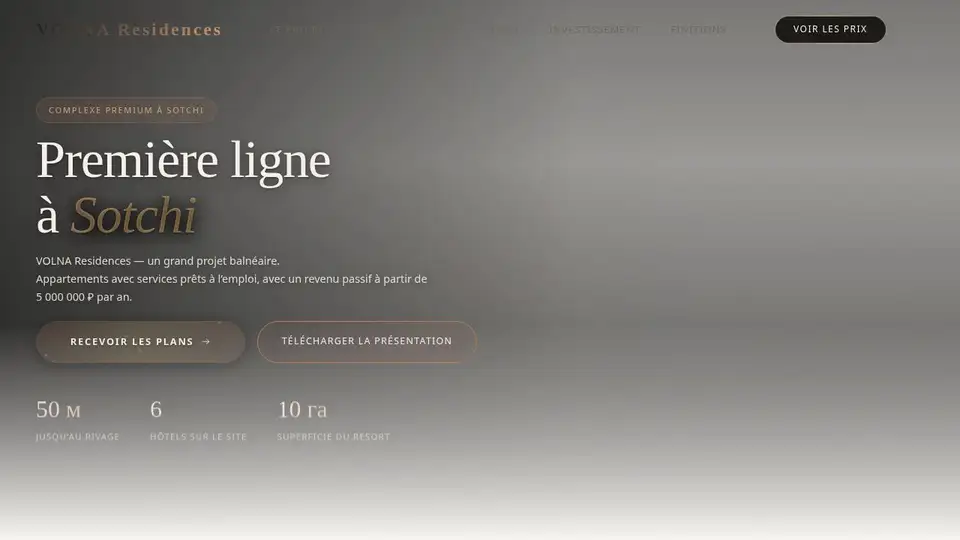 VOLNA Residences
INVESTISSEMENT
VOIR LES PRIX
COMPLEXE PREMIUM À SOTCHI
Première ligne
à Sotchi
VOLNA Residences — un grand projet balnéaire.
Appartements avec services prêts à l'emploi, avec un revenu passif à partir de
5 000 000 ₽ par an.
RECEVOIR LES PLANS →
TÉLÉCHARGER LA PRÉSENTATION
50 м
6
10 га
JUSQU'AU RIVAGE
HÔTELS SUR LE SITE
SUPERFICIE DU RESORT